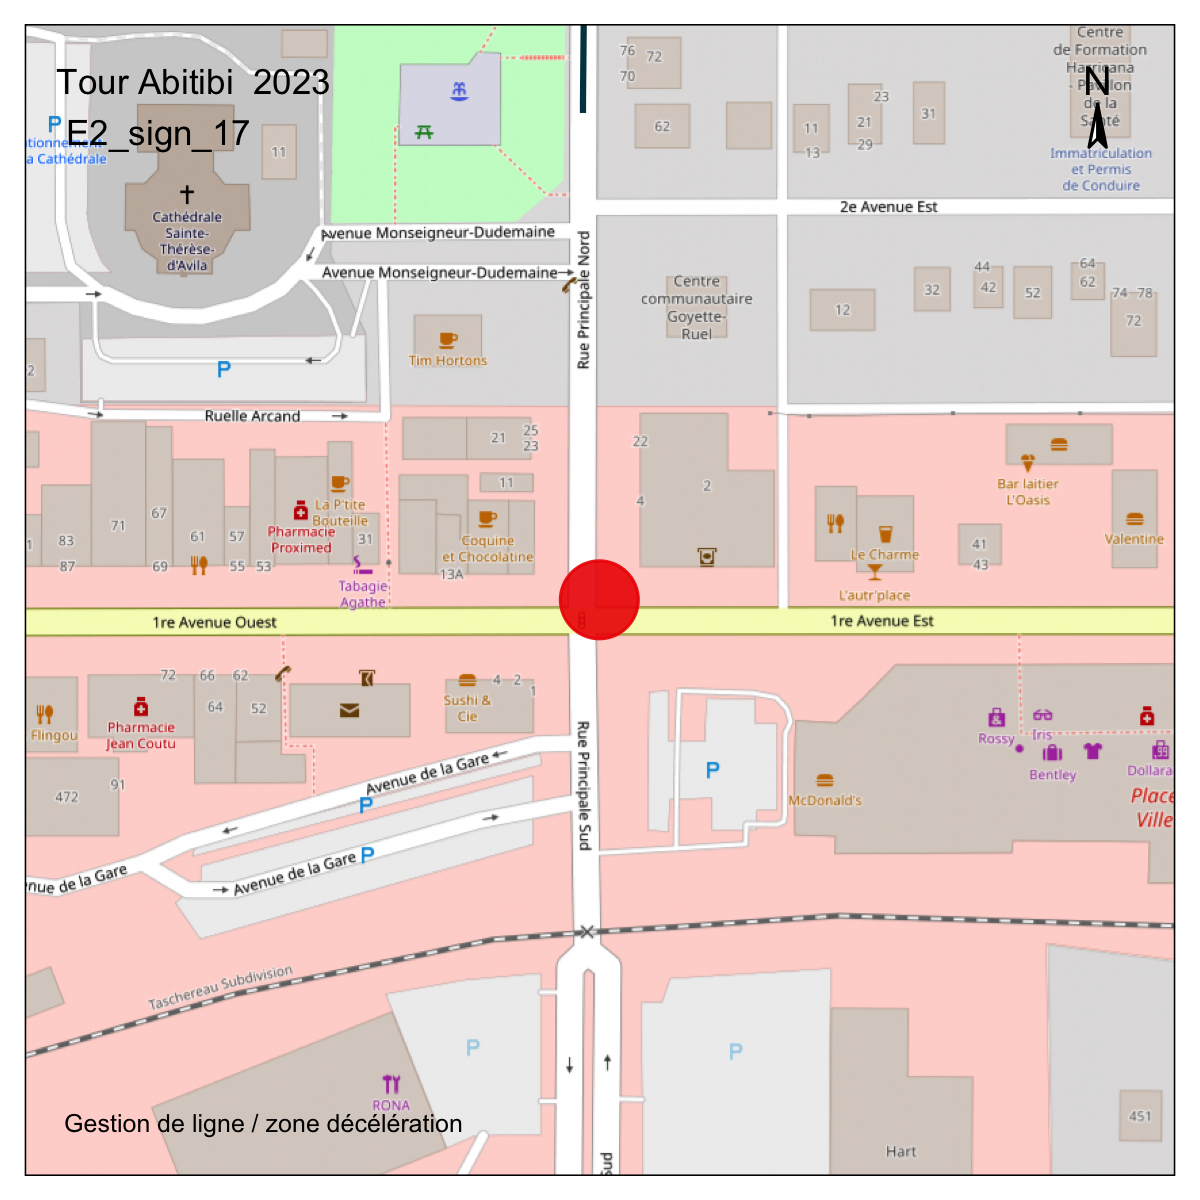 Tour Abitibi 2023
E2_sign_17
N
P
tionnement
a Cathédrale
Cathédrale
Sainte-
Thérèse-
d'Avila
11
76
72
70
62
11
13
23
21
29
31
Centre
de Formation
Harricana
- Pavillon
de la
Santé
Immatriculation
et Permis
de Conduire
2e Avenue Est
Avenue Monseigneur-Dudemaine
Avenue Monseigneur-Dudemaine
Rue Principale Nord
Centre
communautaire
Goyette-
Ruel
12
32
44
42
52
64
62
74
78
72
2
P
Tim Hortons
Ruelle Arcand
21
25
23
11
22
4
2
Bar laitier
L'Oasis
Valentine
Le Charme
L'autr'place
41
43
1
83
87
71
67
69
61
57
55
53
La P'tite
Bouteille
Pharmacie
Proximed
31
Tabagie
Agathe
Coquine
et Chocolatine
13A
1re Avenue Ouest
1re Avenue Est
72
66
62
64
52
Flingou
Pharmacie
Jean Coutu
Sushi &
Cie
4
2
1
Rue Principale Sud
P
McDonald's
Rossy
Iris
Bentley
Dollara
Place
Ville
472
91
Avenue de la Gare
P
P
Avenue de la Gare
nue de la Gare
Taschereau Subdivision
P
P
RONA
Hart
451
Sud
Gestion de ligne / zone décélération